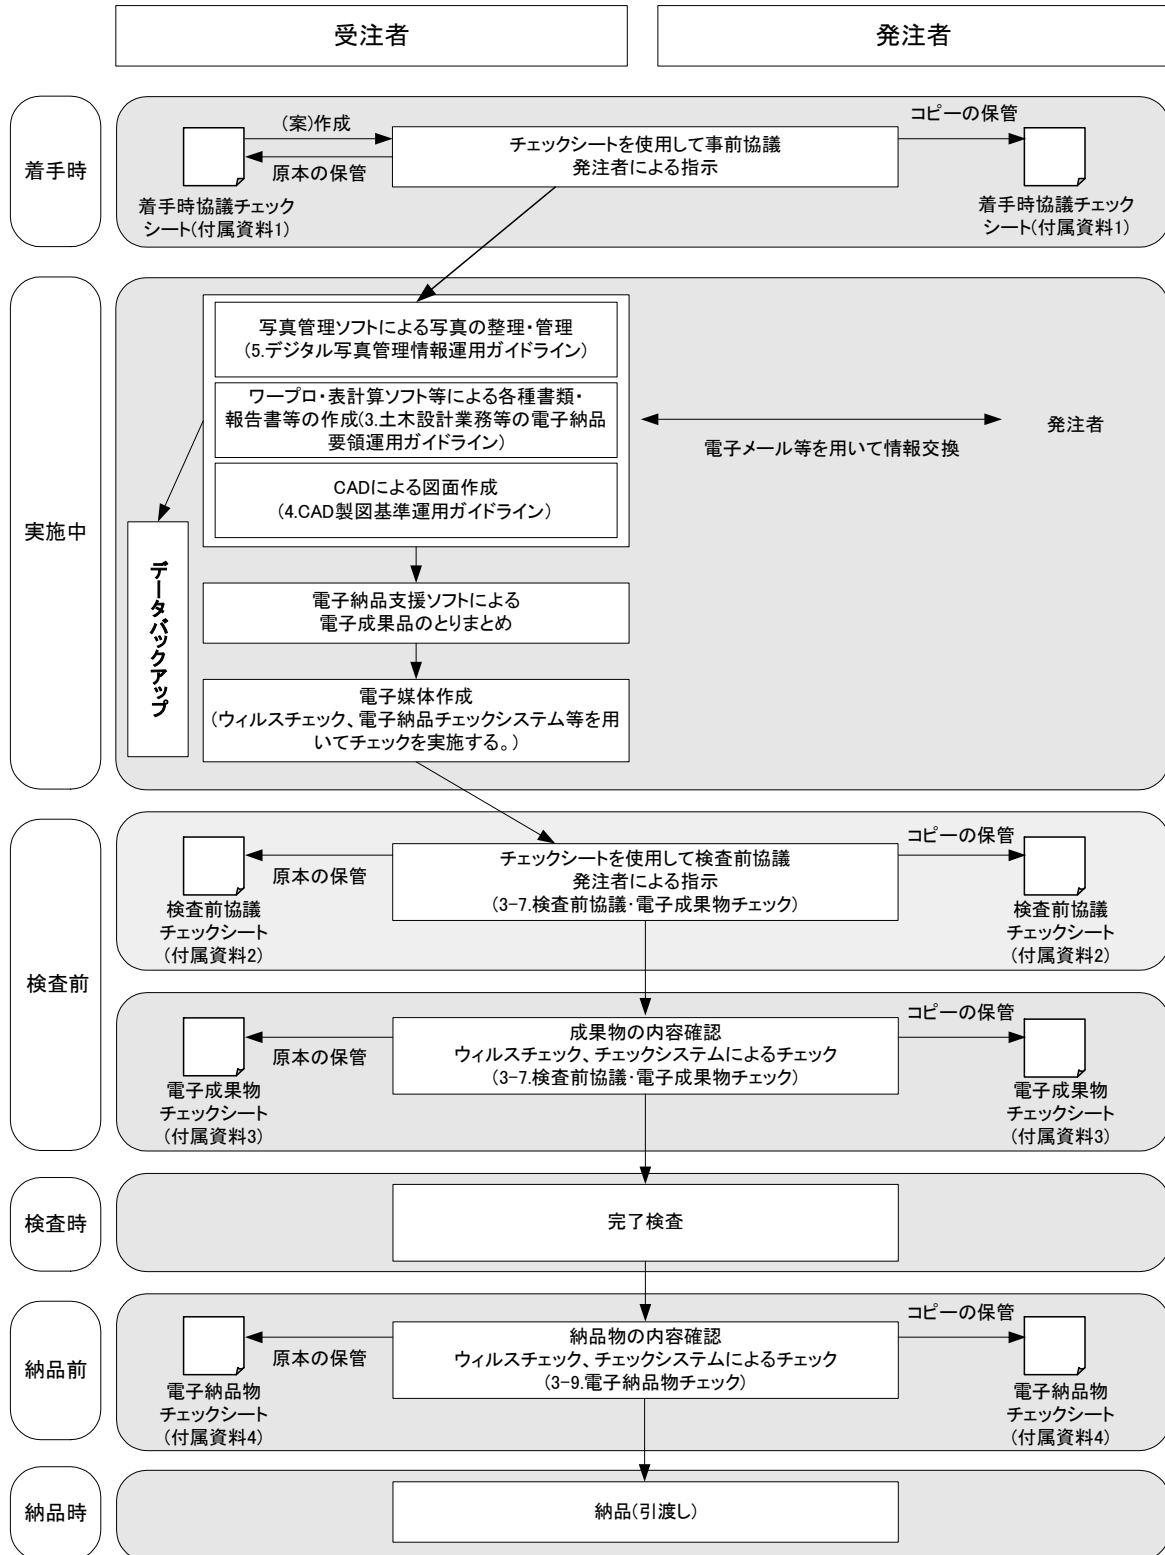 受注者
発注者
着手時
(案)作成
原本の保管
着手時協議チェック
シート(付属資料1)
チェックシートを使用して事前協議
発注者による指示
コピーの保管
着手時協議チェック
シート(付属資料1)
実施中
写真管理ソフトによる写真の整理・管理
(5.デジタル写真管理情報運用ガイドライン)
ワープロ・表計算ソフト等による各種書類・
報告書等の作成(3.土木設計業務等の電子納品
要領運用ガイドライン)
CADによる図面作成
(4.CAD製図基準運用ガイドライン)
電子メール等を用いて情報交換
発注者
データバックアップ
電子納品支援ソフトによる
電子成果品のとりまとめ
電子媒体作成
(ウィルスチェック、電子納品チェックシステム等を用
いてチェックを実施する。)
検査前
原本の保管
検査前協議
チェックシート
(付属資料2)
チェックシートを使用して検査前協議
発注者による指示
(3-7.検査前協議・電子成果物チェック)
コピーの保管
検査前協議
チェックシート
(付属資料2)
原本の保管
電子成果物
チェックシート
(付属資料3)
成果物の内容確認
ウィルスチェック、チェックシステムによるチェック
(3-7.検査前協議・電子成果物チェック)
コピーの保管
電子成果物
チェックシート
(付属資料3)
検査時
完了検査
納品前
原本の保管
電子納品物
チェックシート
(付属資料4)
納品物の内容確認
ウィルスチェック、チェックシステムによるチェック
(3-9.電子納品物チェック)
コピーの保管
電子納品物
チェックシート
(付属資料4)
納品時
納品(引渡し)